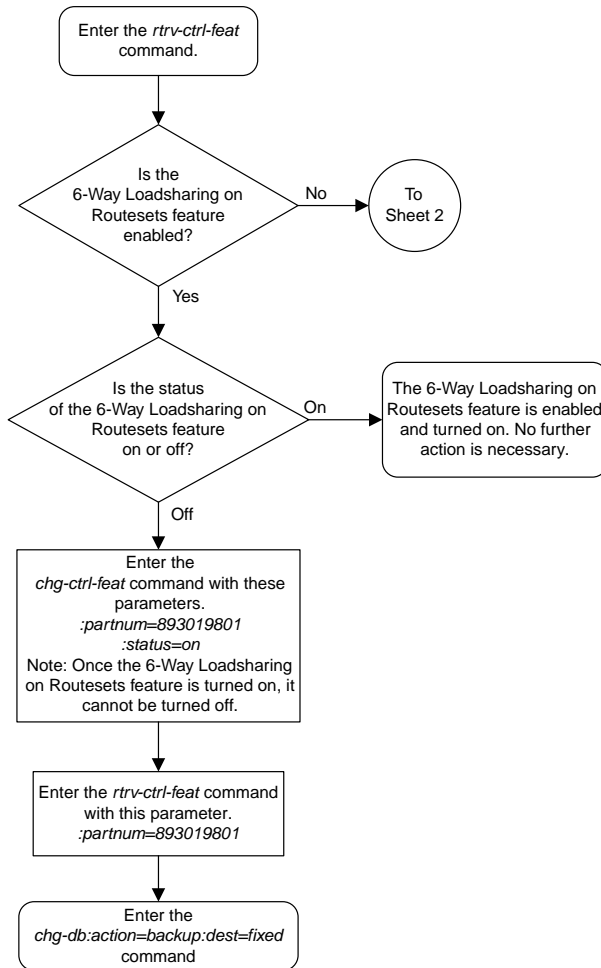 Enter the rtrv-ctrl-feat
command.
Is the
6-Way Loadsharing on
Routesets feature
enabled?
No
To
Sheet 2
Yes
Is the status
of the 6-Way Loadsharing on
Routesets feature
on or off?
On
The 6-Way Loadsharing on
Routesets feature is enabled
and turned on. No further
action is necessary.
Off
Enter the
chg-ctrl-feat command with these
parameters.
:partnum=893019801
:status=on
Note: Once the 6-Way Loadsharing
on Routesets feature is turned on, it
cannot be turned off.
Enter the rtrv-ctrl-feat command
with this parameter.
:partnum=893019801
Enter the
chg-db:action=backup:dest=fixed
command